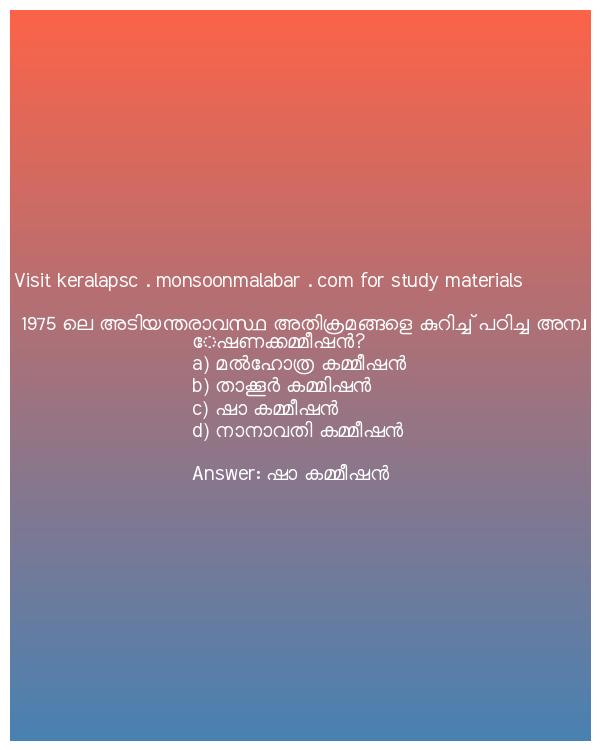 Visit keralapsc . monsoonmalabar . com for study materials
1975 ലെ അടിയന്തരാവസ്ഥ അതിക്രമങ്ങളെ കുറിച്ച് പഠിച്ച അന്വ
േഷണക്കമ്മീഷൻ?
a) മൽഹോത്ര കമ്മീഷൻ
b) താക്കൂർ കമ്മിഷൻ
c) ഷാ കമ്മീഷൻ
d) നാനാവതി കമ്മീഷൻ
Answer: ഷാ കമ്മീഷൻ